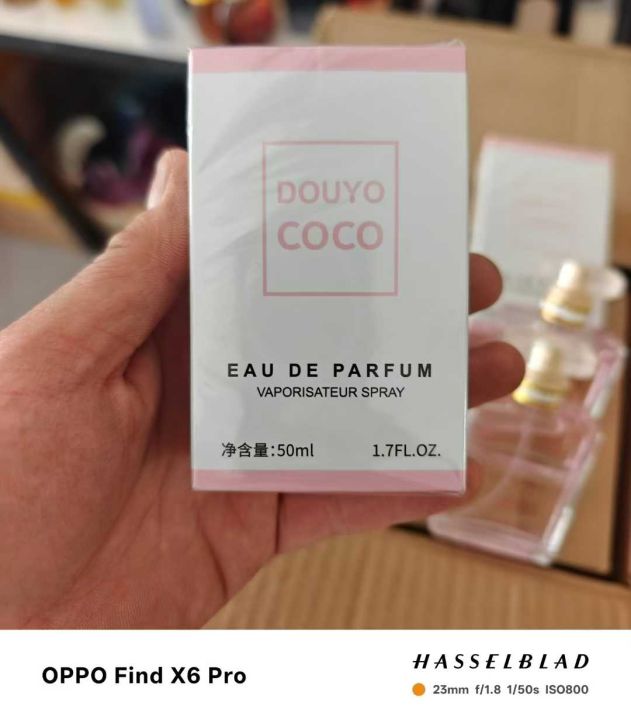 DOUYO
COCO
EAU DE PARFUM
VAPORISATEUR SPRAY
净含量:50ml
1.7FL.OZ.
OPPO Find X6 Pro
HASSELBLAD
23mm f/1.8 1/50s ISO800